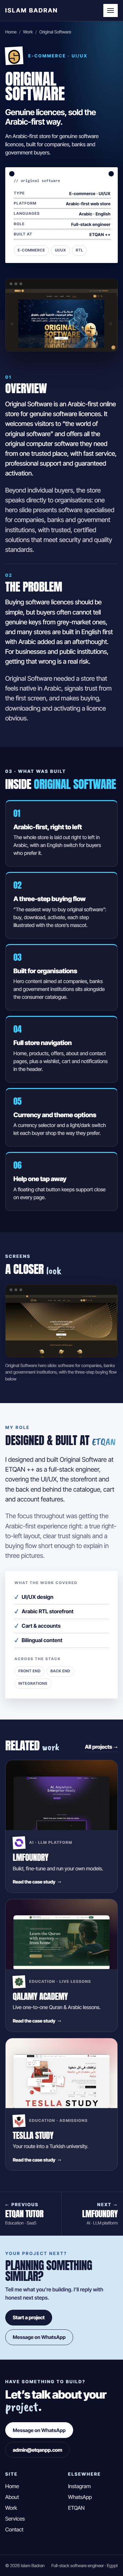 ISLAM BADRAN
Home / Work / Original Software
E-COMMERCE · UI/UX
ORIGINAL
SOFTWARE
Genuine licences, sold the
Arabic-first way.
An Arabic-first store for genuine software
licences, built for companies, banks and
government buyers.
// original software
TYPE E-commerce · UI/UX
PLATFORM Arabic-first web store
LANGUAGES Arabic · English
ROLE Full-stack engineer
BUILT AT ETQAN ++
E-COMMERCE UI/UX RTL
01
OVERVIEW
Original Software is an Arabic-first online
store for genuine software licences. It
welcomes visitors to "the world of
original software" and offers all the
software they need in one place, safely,
from one trusted place, with fast service,
professional support and guaranteed
activation.
Beyond individual buyers, the store
speaks directly to organisations: one
hero slide presents software specialised
for companies, banks and government
institutions, with trusted, certified
solutions that meet security and quality
standards.
02
THE PROBLEM
Buying software licences should be
simple, but buyers often cannot tell
genuine keys from grey-market ones,
and many stores are built in English first
with Arabic added as an afterthought.
For businesses and public institutions,
getting that wrong is a real risk.
Original Software needed a store that
feels native in Arabic, signals trust from
the first screen, and makes buying,
downloading and activating a licence
obvious.
03 · WHAT WAS BUILT
INSIDE ORIGINAL SOFTWARE
01
Arabic-first, right to left
The whole store is laid out right to left in
Arabic, with an English switch for buyers
who prefer it.
02
A three-step buying flow
"The easiest way to buy original software":
buy, download, activate, each step
illustrated with the store's mascot.
03
Built for organisations
Hero content aimed at companies, banks
and government institutions sits alongside
the consumer catalogue.
04
Full store navigation
Home, products, offers, about and contact
pages, plus a wishlist, cart and notifications
in the header.
05
Currency and theme options
A currency selector and a light/dark switch
let each buyer shop the way they prefer.
06
Help one tap away
A floating chat button keeps support close
on every page.
SCREENS
A CLOSER look
Original Software hero slide: software for companies, banks
and government institutions, with the three-step buying flow
below
MY ROLE
DESIGNED & BUILT AT ETQAN
I designed and built Original Software at
ETQAN ++ as a full-stack engineer,
covering the UI/UX, the storefront and
the back end behind the catalogue, cart
and account features.
The focus throughout was getting the
Arabic-first experience right: a true right-
to-left layout, clear trust signals and a
buying flow short enough to explain in
three pictures.
WHAT THE WORK COVERED
✓ UI/UX design
✓ Arabic RTL storefront
✓ Cart & accounts
✓ Bilingual content
ACROSS THE STACK
FRONT END BACK END
INTEGRATIONS
RELATED work
All projects →
AI · LLM PLATFORM
LMFOUNDRY
Build, fine-tune and run your own models.
Read the case study →
EDUCATION · LIVE LESSONS
QALAMY ACADEMY
Live one-to-one Quran & Arabic lessons.
Read the case study →
EDUCATION · ADMISSIONS
TESLLA STUDY
Your route into a Turkish university.
Read the case study →
← PREVIOUS
ETQAN TUTOR
Education · SaaS
NEXT →
LMFOUNDRY
AI · LLM platform
YOUR PROJECT NEXT?
PLANNING SOMETHING
SIMILAR?
Tell me what you're building. I'll reply with
honest next steps.
Start a project
Message on WhatsApp
HAVE SOMETHING TO BUILD?
Let's talk about your
project.
Message on WhatsApp
admin@etqanpp.com
SITE
Home
About
Work
Services
Contact
ELSEWHERE
Instagram
WhatsApp
ETQAN
© 2026 Islam Badran
Full-stack software engineer · Egypt